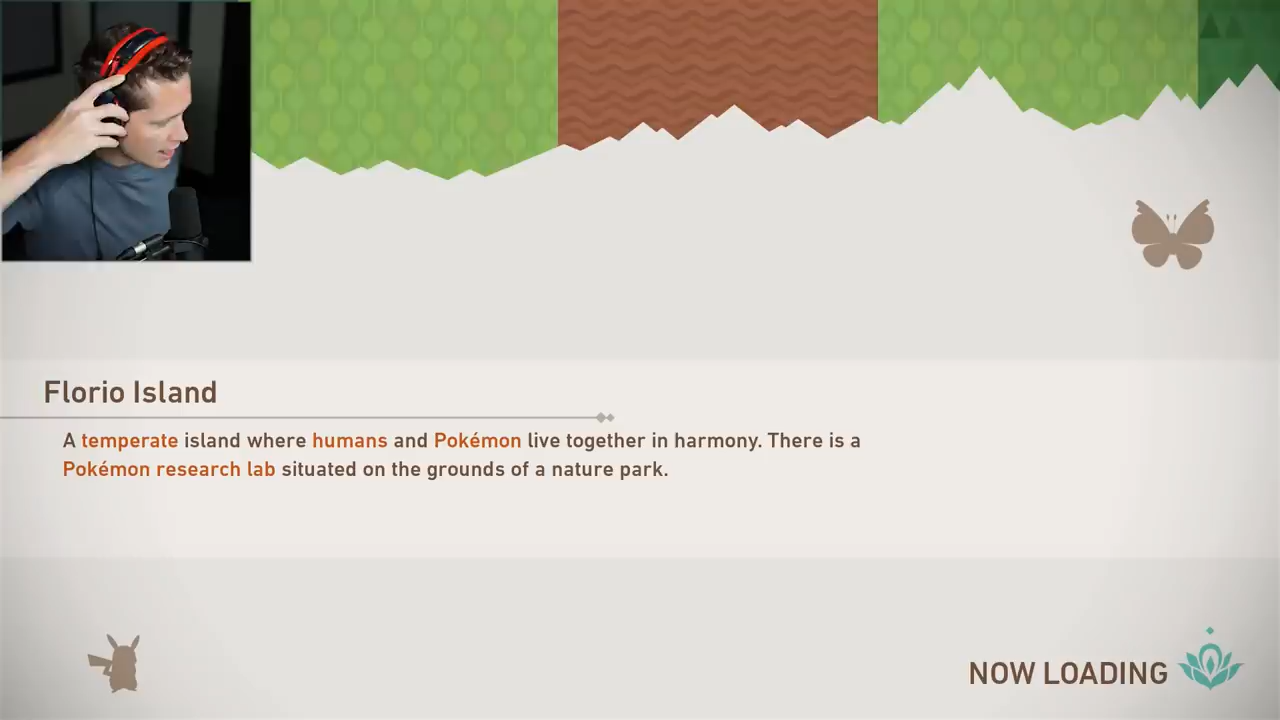 Florio Island
A temperate island where humans and Pokémon live together in harmony. There is a
Pokémon research lab situated on the grounds of a nature park.
NOW LOADING